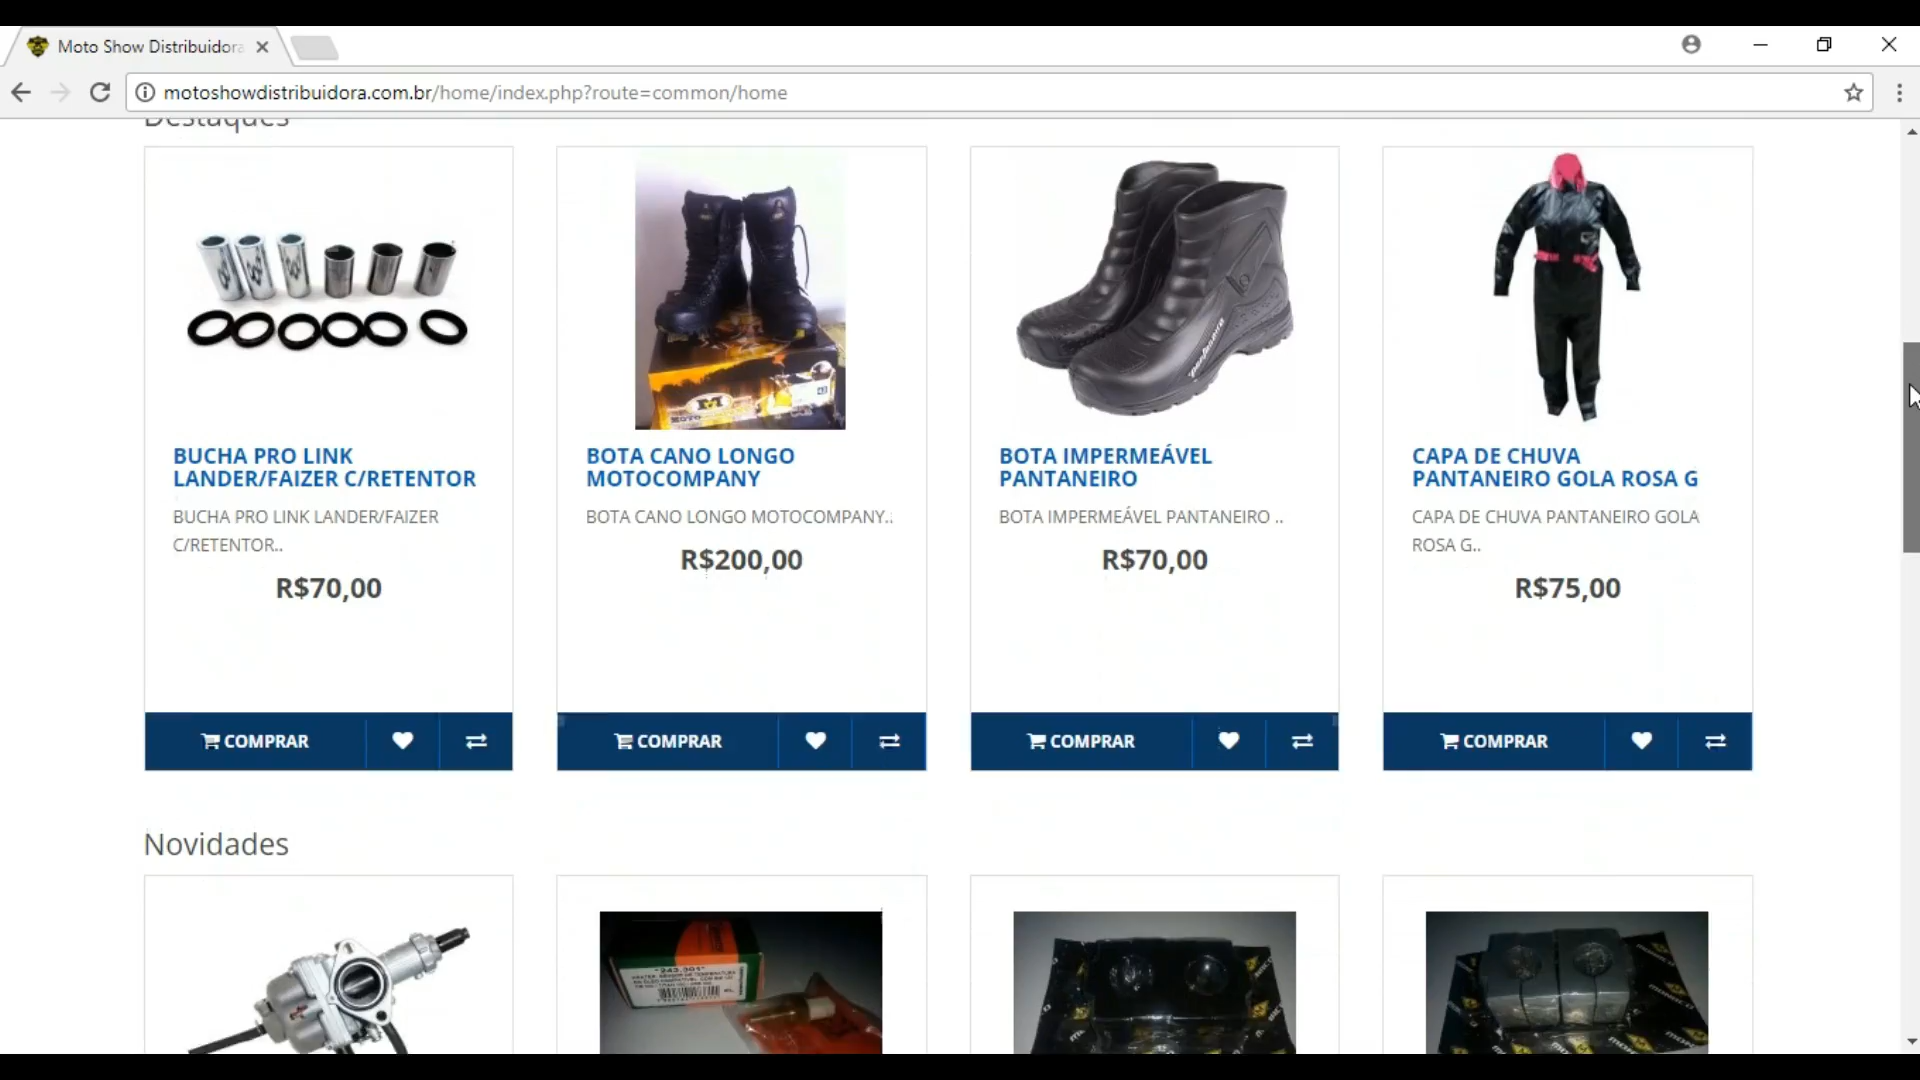 Moto Show Distribuidora
motoshowdistribuidora.com.br/home/index.php?route=common/home
Destaques
BUCHA PRO LINK
LANDER/FAIZER C/RETENTOR
BUCHA PRO LINK LANDER/FAIZER
C/RETENTOR..
R$70,00
COMPRAR
BOTA CANO LONGO
MOTOCOMPANY
BOTA CANO LONGO MOTOCOMPANY..
R$200,00
COMPRAR
BOTA IMPERMEÁVEL
PANTANEIRO
BOTA IMPERMEÁVEL PANTANEIRO ..
R$70,00
COMPRAR
CAPA DE CHUVA
PANTANEIRO GOLA ROSA G
CAPA DE CHUVA PANTANEIRO GOLA
ROSA G..
R$75,00
COMPRAR
Novidades